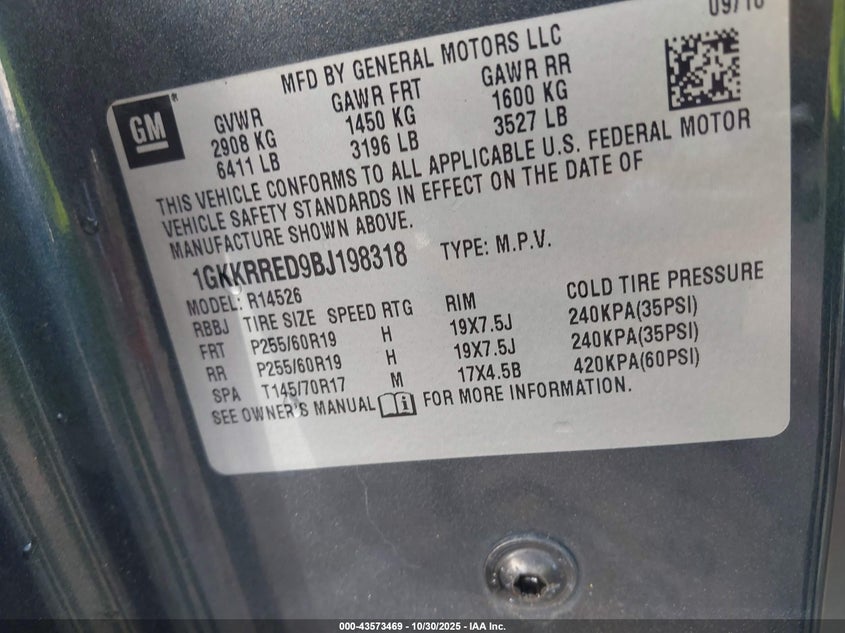 09/10
MFD BY GENERAL MOTORS LLC
GM
GVWR GAWR FRT GAWR RR
2908 KG 1450 KG 1600 KG
6411 LB 3196 LB 3527 LB
THIS VEHICLE CONFORMS TO ALL APPLICABLE U.S. FEDERAL MOTOR
VEHICLE SAFETY STANDARDS IN EFFECT ON THE DATE OF
MANUFACTURE SHOWN ABOVE.
1GKKRRED9BJ198318 TYPE: M.P.V.
MODEL: R14526
RBBJ TIRE SIZE SPEED RTG RIM COLD TIRE PRESSURE
FRT P255/60R19 H 19X7.5J 240KPA(35PSI)
RR P255/60R19 H 19X7.5J 240KPA(35PSI)
SPA T145/70R17 M 17X4.5B 420KPA(60PSI)
SEE OWNER'S MANUAL FOR MORE INFORMATION.
000-43573469 - 10/30/2025 - IAA Inc.